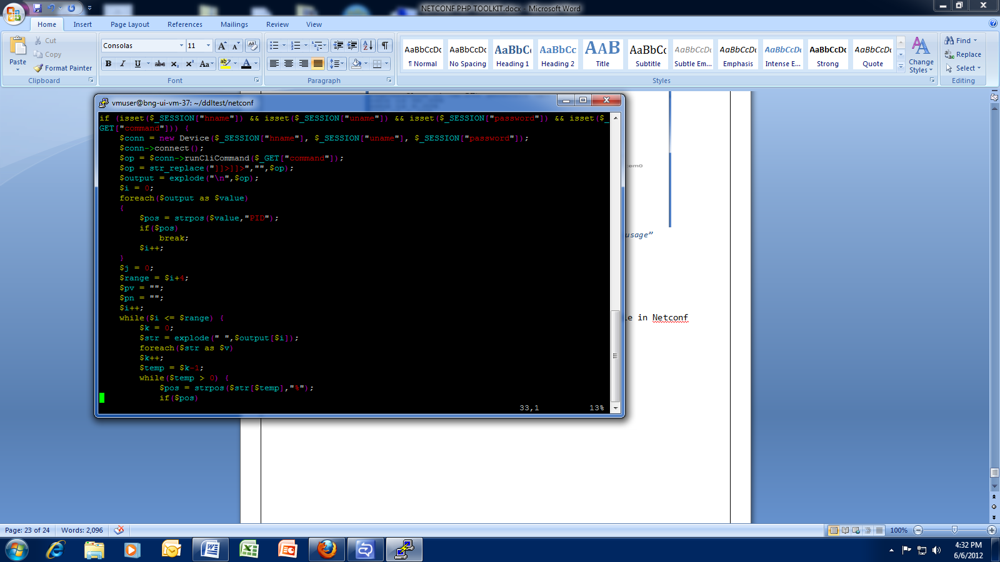 NETCONF PHP TOOLKIT.docx - Microsoft Word
Home Insert Page Layout References Mailings Review View
Paste
Cut
Copy
Format Painter
Clipboard
Consolas 11
B I U abc x₂ x² Aa
Font
Paragraph
AaBbCcDc AaBbCcDc AaBbCc AaBbCc AaB AaBbCc AaBbCcDc AaBbCcDc AaBbCcDc AaBbCcDc AaBbCcDc
¶ Normal No Spacing Heading 1 Heading 2 Title Subtitle Subtle Em... Emphasis Intense E... Strong Quote
Change
Styles
Styles
Find
Replace
Select
Editing
vmuser@bng-ui-vm-37: ~/ddltest/netconf
if (isset($_SESSION["hname"]) && isset($_SESSION["uname"]) && isset($_SESSION["password"]) && isset($_
GET["command"])) {
    $conn = new Device($_SESSION["hname"], $_SESSION["uname"], $_SESSION["password"]);
    $conn->connect();
    $op = $conn->runCliCommand($_GET["command"]);
    $op = str_replace("]]>]]>","",$op);
    $output = explode("\n",$op);
    $i = 0;
    foreach($output as $value)
    {
        $pos = strpos($value,"PID");
        if($pos)
            break;
        $i++;
    }
    $j = 0;
    $range = $i+4;
    $pv = "";
    $pn = "";
    $i++;
    while($i <= $range) {
        $k = 0;
        $str = explode(" ",$output[$i]);
        foreach($str as $v)
        $k++;
        $temp = $k-1;
        while($temp > 0) {
            $pos = strpos($str[$temp],"%");
            if($pos)
33,1 13%
em0
usage”
le in Netconf
Page: 23 of 24 Words: 2,096
100%
4:32 PM
6/6/2012